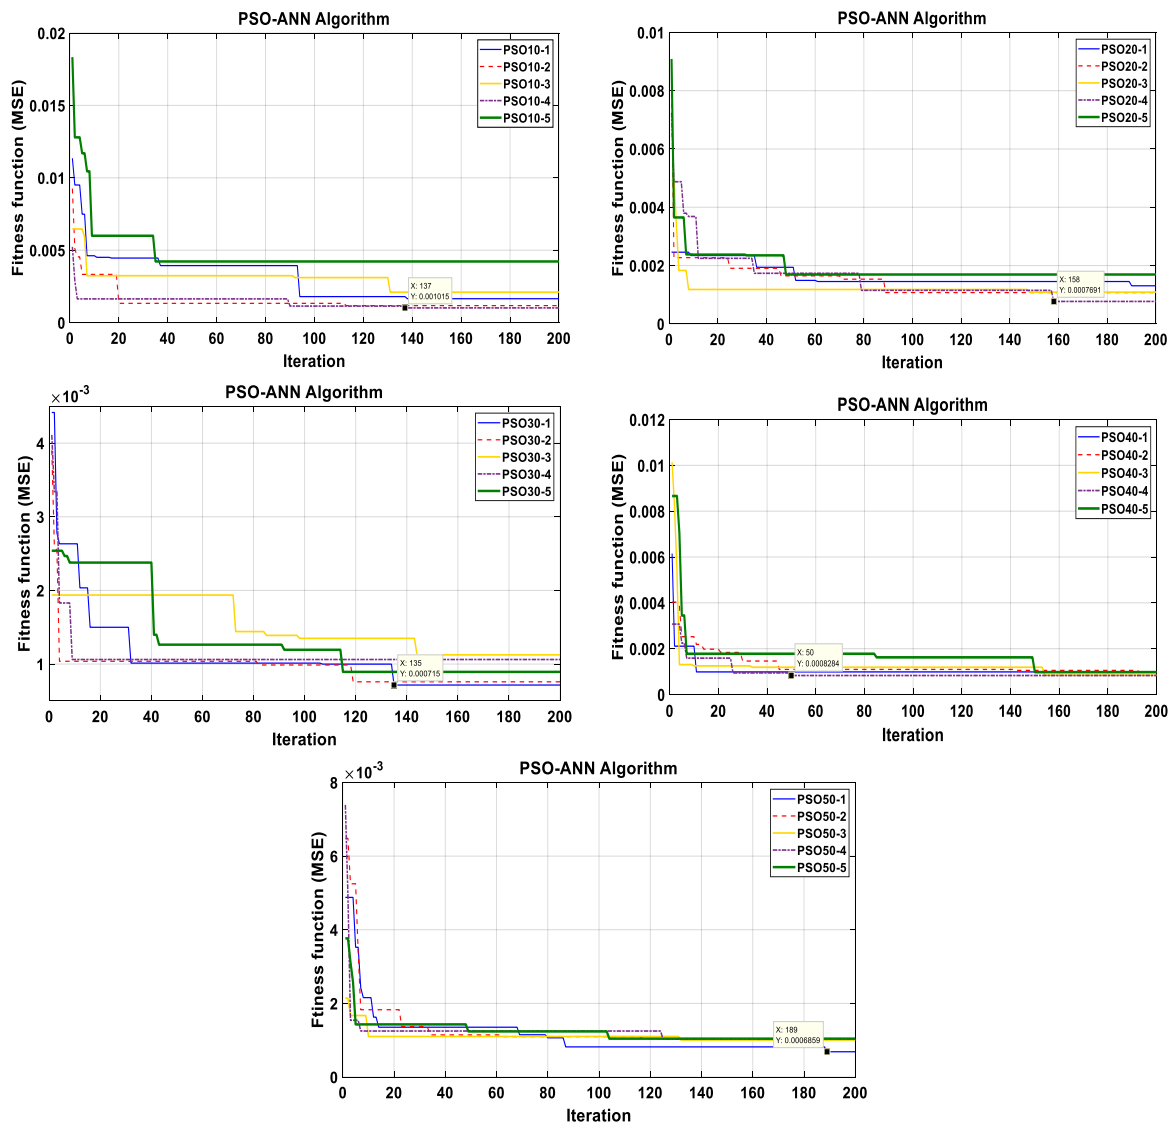 PSO-ANN Algorithm
Fitness function (MSE)
0.02
0.015
0.01
0.005
0
PSO10-1
PSO10-2
PSO10-3
PSO10-4
PSO10-5
X: 137
Y: 0.001015
0 20 40 60 80 100 120 140 160 180 200
Iteration
PSO-ANN Algorithm
Fitness function (MSE)
0.01
0.008
0.006
0.004
0.002
0
PSO20-1
PSO20-2
PSO20-3
PSO20-4
PSO20-5
X: 158
Y: 0.0007691
0 20 40 60 80 100 120 140 160 180 200
Iteration
PSO-ANN Algorithm
×10-3
Fitness function (MSE)
4
3
2
1
PSO30-1
PSO30-2
PSO30-3
PSO30-4
PSO30-5
X: 135
Y: 0.000715
0 20 40 60 80 100 120 140 160 180 200
Iteration
PSO-ANN Algorithm
Fitness function (MSE)
0.012
0.01
0.008
0.006
0.004
0.002
0
PSO40-1
PSO40-2
PSO40-3
PSO40-4
PSO40-5
X: 50
Y: 0.0008284
0 20 40 60 80 100 120 140 160 180 200
Iteration
PSO-ANN Algorithm
×10-3
Ftiness function (MSE)
8
6
4
2
0
PSO50-1
PSO50-2
PSO50-3
PSO50-4
PSO50-5
X: 189
Y: 0.0006859
0 20 40 60 80 100 120 140 160 180 200
Iteration